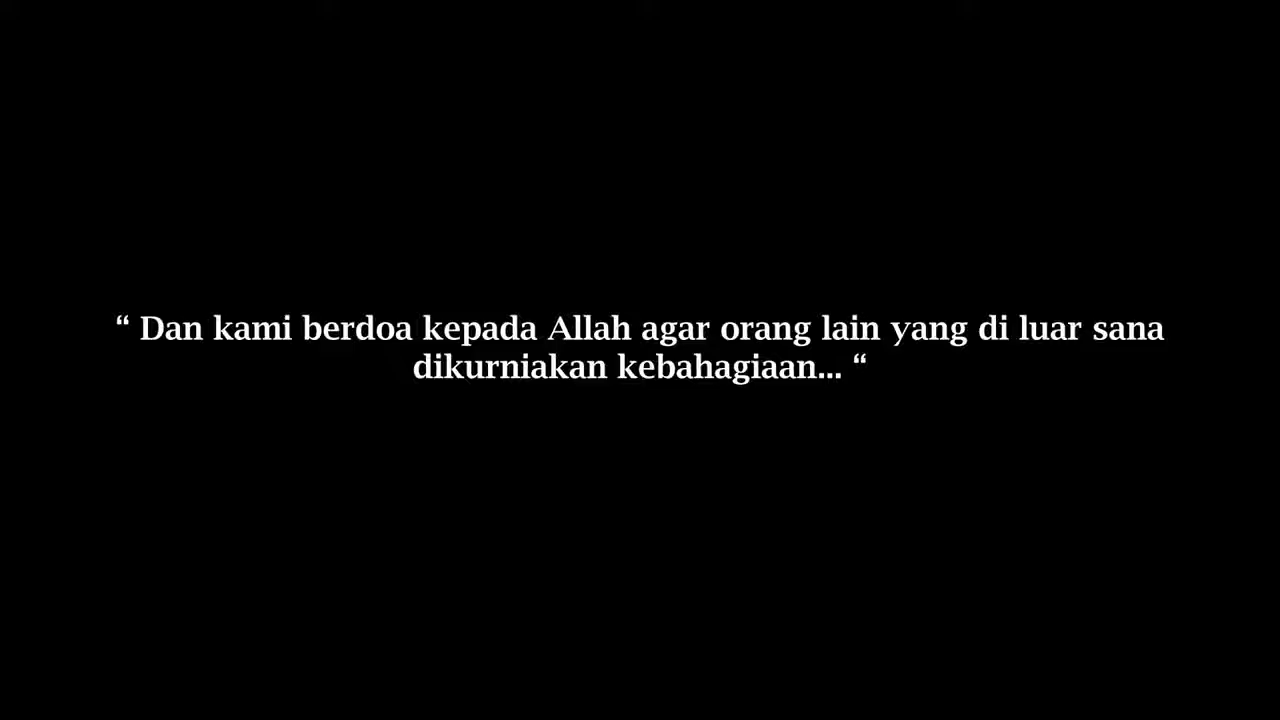 “ Dan kami berdoa kepada Allah agar orang lain yang di luar sana
dikurniakan kebahagiaan... “